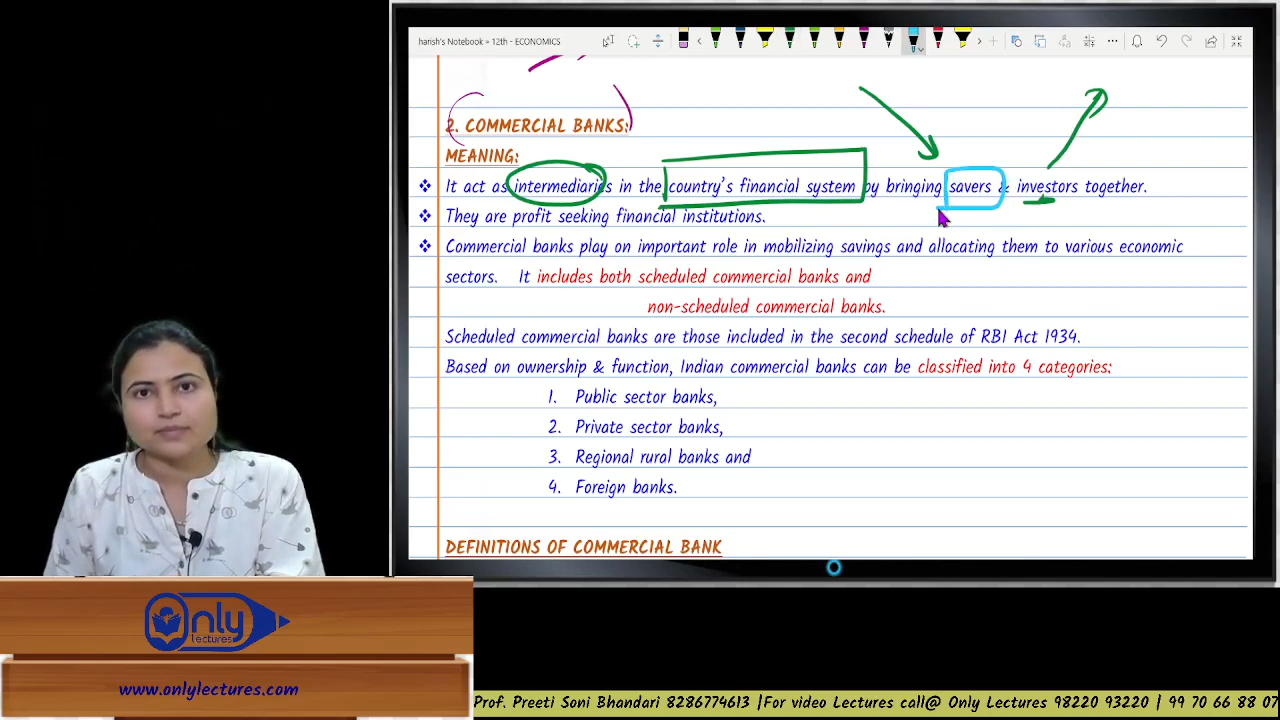 harish's Notebook » 12th - ECONOMICS
2. COMMERCIAL BANKS:
MEANING:
❖ It act as intermediaries in the country's financial system by bringing savers & investors together.
❖ They are profit seeking financial institutions.
❖ Commercial banks play on important role in mobilizing savings and allocating them to various economic
sectors. It includes both scheduled commercial banks and
non-scheduled commercial banks.
Scheduled commercial banks are those included in the second schedule of RBI Act 1934.
Based on ownership & function, Indian commercial banks can be classified into 4 categories:
1. Public sector banks,
2. Private sector banks,
3. Regional rural banks and
4. Foreign banks.
DEFINITIONS OF COMMERCIAL BANK
Only
lectures
www.onlylectures.com
Prof. Preeti Soni Bhandari 8286774613 |For video Lectures call@ Only Lectures 98220 93220 | 99 70 66 88 07